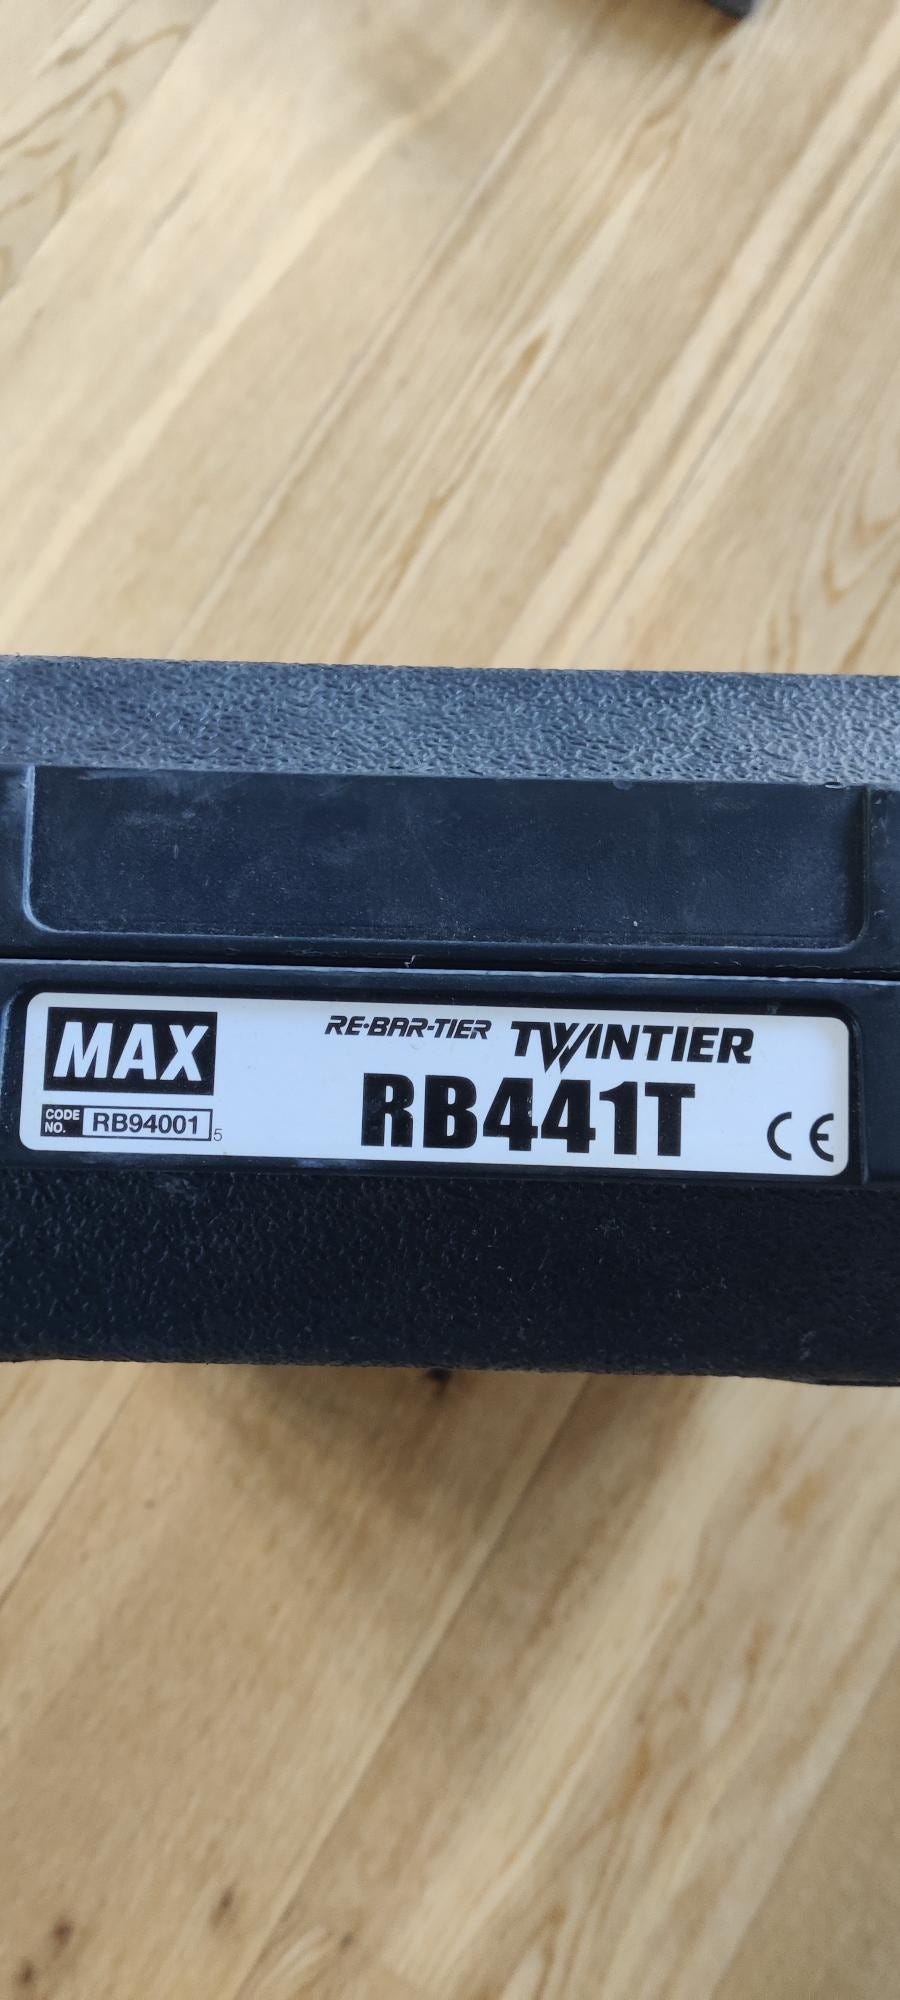 MAX
RE-BAR-TIER TWINTIER
RB441T
CODE NO. RB94001 5
CE